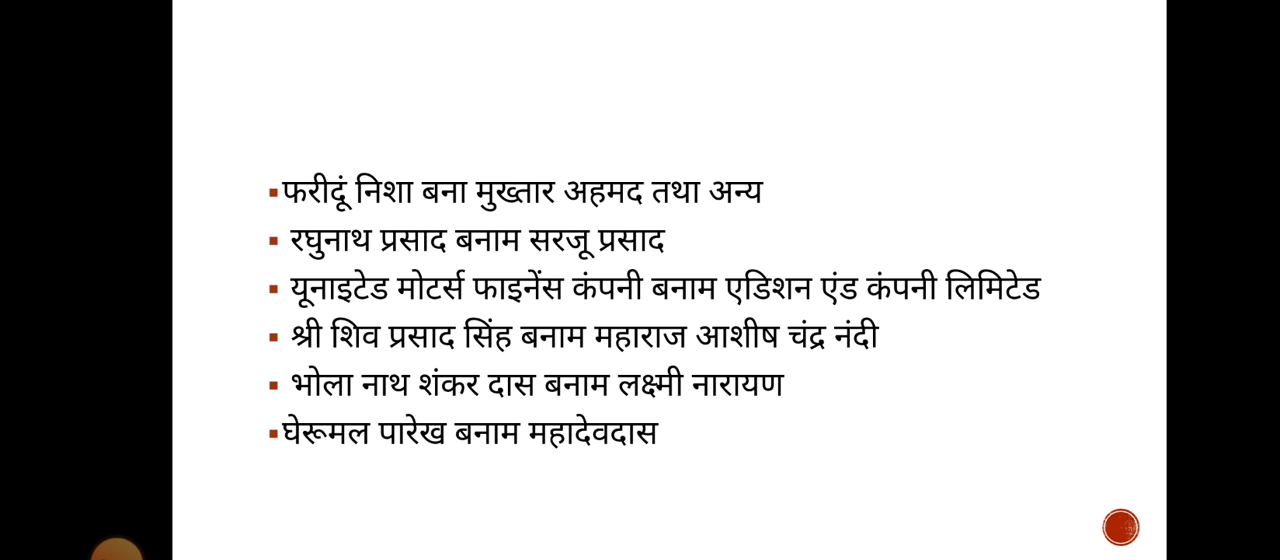 ▪फरीदूं निशा बना मुख्तार अहमद तथा अन्य
▪ रघुनाथ प्रसाद बनाम सरजू प्रसाद
▪ यूनाइटेड मोटर्स फाइनेंस कंपनी बनाम एडिशन एंड कंपनी लिमिटेड
▪ श्री शिव प्रसाद सिंह बनाम महाराज आशीष चंद्र नंदी
▪ भोला नाथ शंकर दास बनाम लक्ष्मी नारायण
▪घेरूमल पारेख बनाम महादेवदास